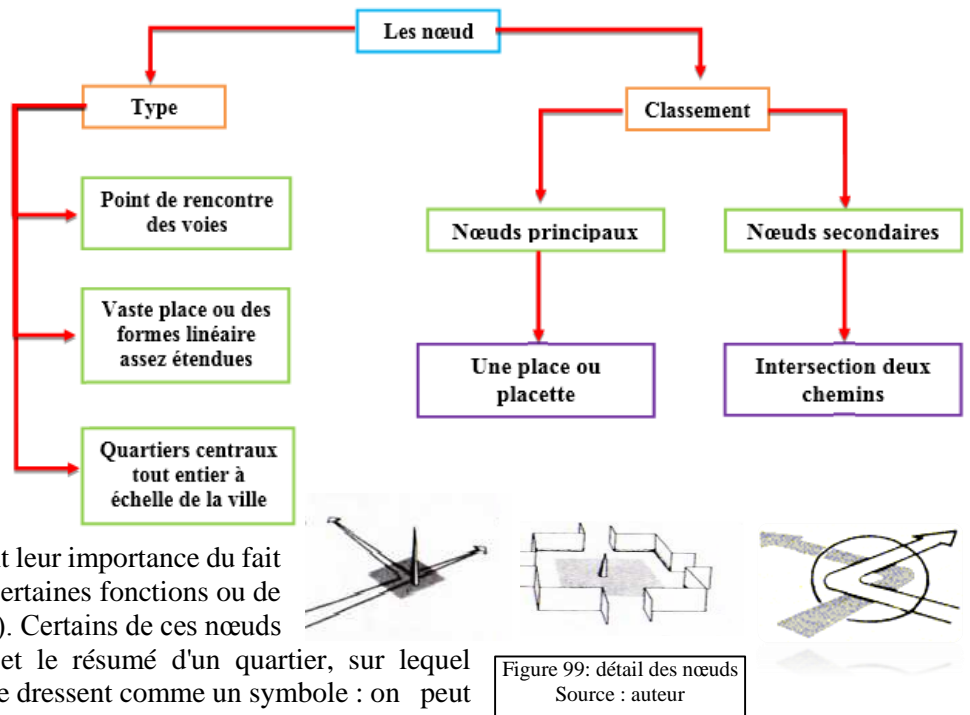 Les nœud
Type
Classement
Point de rencontre
des voies
Vaste place ou des
formes linéaire
assez étendues
Quartiers centraux
tout entier à
échelle de la ville
Nœuds principaux
Nœuds secondaires
Une place ou
placette
Intersection deux
chemins
t leur importance du fait
ertaines fonctions ou de
). Certains de ces nœuds
et le résumé d'un quartier, sur lequel
e dressent comme un symbole : on peut
Figure 99: détail des nœuds
Source : auteur